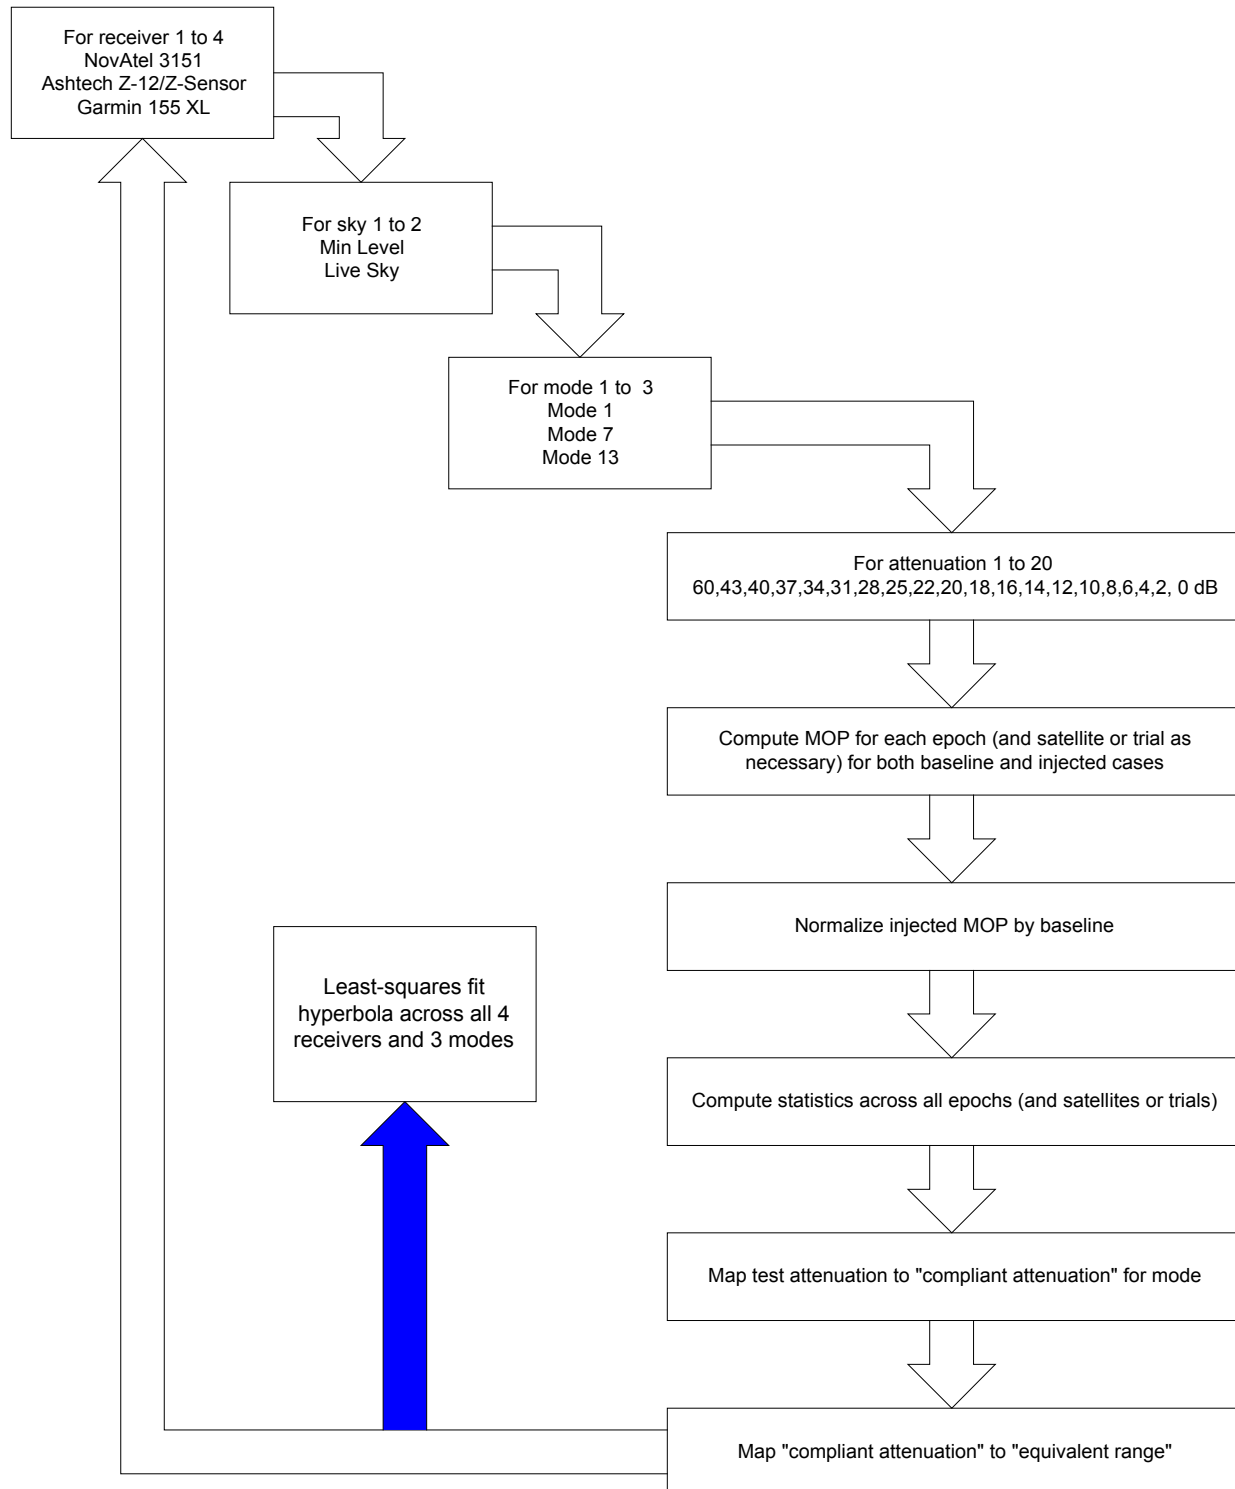 For receiver 1 to 4
NovAtel 3151
Ashtech Z-12/Z-Sensor
Garmin 155 XL
For sky 1 to 2
Min Level
Live Sky
For mode 1 to 3
Mode 1
Mode 7
Mode 13
For attenuation 1 to 20
60,43,40,37,34,31,28,25,22,20,18,16,14,12,10,8,6,4,2, 0 dB
Compute MOP for each epoch (and satellite or trial as
necessary) for both baseline and injected cases
Normalize injected MOP by baseline
Least-squares fit
hyperbola across all 4
receivers and 3 modes
Compute statistics across all epochs (and satellites or trials)
Map test attenuation to "compliant attenuation" for mode
Map "compliant attenuation" to "equivalent range"